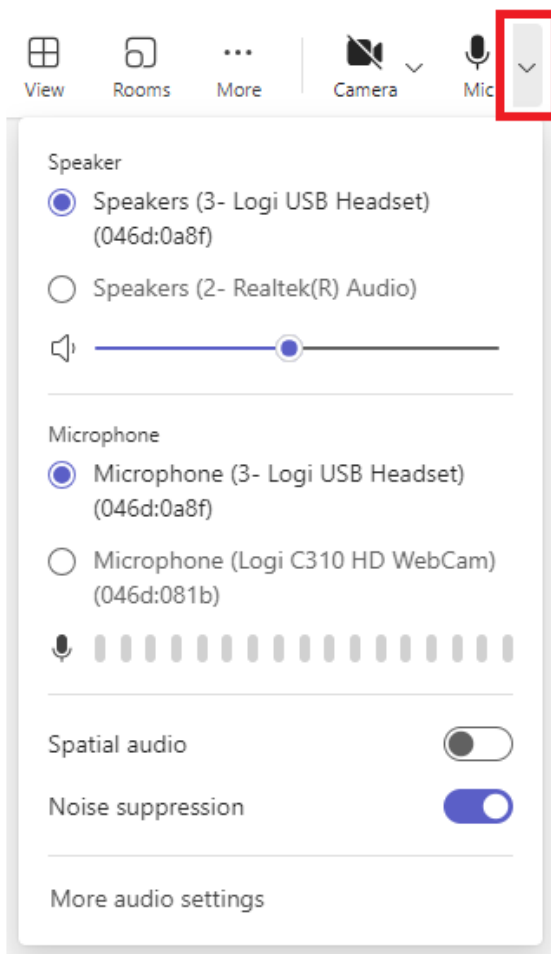 View Rooms More Camera Mic
Speaker
Speakers (3- Logi USB Headset)
(046d:0a8f)
Speakers (2- Realtek(R) Audio)
Microphone
Microphone (3- Logi USB Headset)
(046d:0a8f)
Microphone (Logi C310 HD WebCam)
(046d:081b)
Spatial audio
Noise suppression
More audio settings